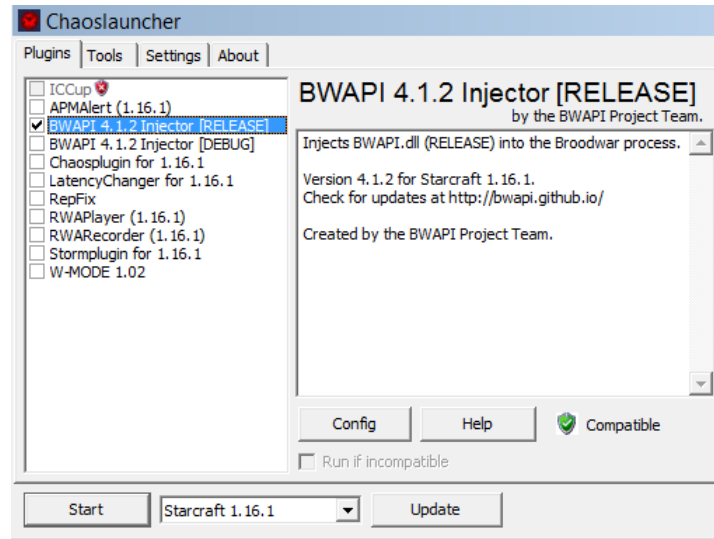 Chaoslauncher
Plugins Tools Settings About
ICCup
APMAlert (1.16.1)
BWAPI 4.1.2 Injector [RELEASE]
BWAPI 4.1.2 Injector [DEBUG]
Chaosplugin for 1.16.1
LatencyChanger for 1.16.1
RepFix
RWAPlayer (1.16.1)
RWARecorder (1.16.1)
Stormplugin for 1.16.1
W-MODE 1.02
BWAPI 4.1.2 Injector [RELEASE]
by the BWAPI Project Team.
Injects BWAPI.dll (RELEASE) into the Broodwar process.
Version 4.1.2 for Starcraft 1.16.1.
Check for updates at http://bwapi.github.io/
Created by the BWAPI Project Team.
Config Help Compatible
Run if incompatible
Start Starcraft 1.16.1 Update